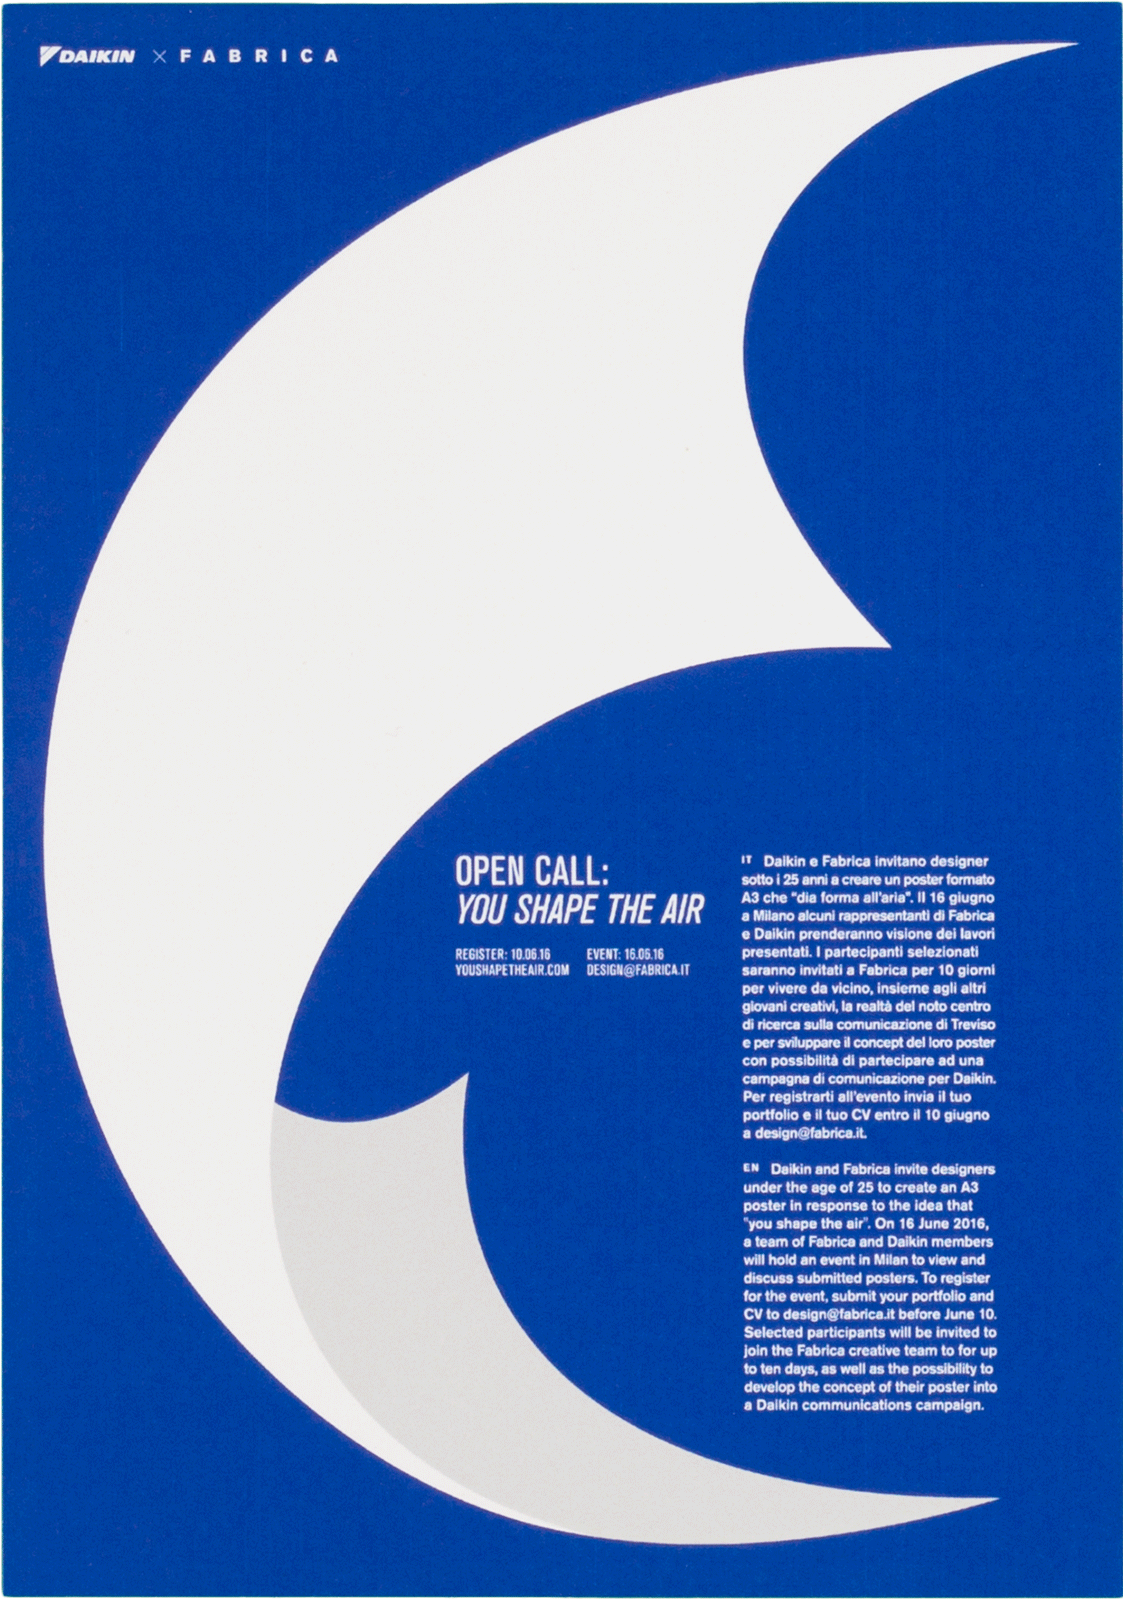 DAIKIN × FABRICA
OPEN CALL:
YOU SHAPE THE AIR
REGISTER: 10.06.16
YOUSHAPETHEAIR.COM
EVENT: 16.06.16
DESIGN@FABRICA.IT
IT Daikin e Fabrica invitano designer
sotto i 25 anni a creare un poster formato
A3 che "dia forma all'aria". Il 16 giugno
a Milano alcuni rappresentanti di Fabrica
e Daikin prenderanno visione dei lavori
presentati. I partecipanti selezionati
saranno invitati a Fabrica per 10 giorni
per vivere da vicino, insieme agli altri
giovani creativi, la realtà del noto centro
di ricerca sulla comunicazione di Treviso
e per sviluppare il concept del loro poster
con possibilità di partecipare ad una
campagna di comunicazione per Daikin.
Per registrarti all'evento invia il tuo
portfolio e il tuo CV entro il 10 giugno
a design@fabrica.it.
EN Daikin and Fabrica invite designers
under the age of 25 to create an A3
poster in response to the idea that
"you shape the air". On 16 June 2016,
a team of Fabrica and Daikin members
will hold an event in Milan to view and
discuss submitted posters. To register
for the event, submit your portfolio and
CV to design@fabrica.it before June 10.
Selected participants will be invited to
join the Fabrica creative team to for up
to ten days, as well as the possibility to
develop the concept of their poster into
a Daikin communications campaign.